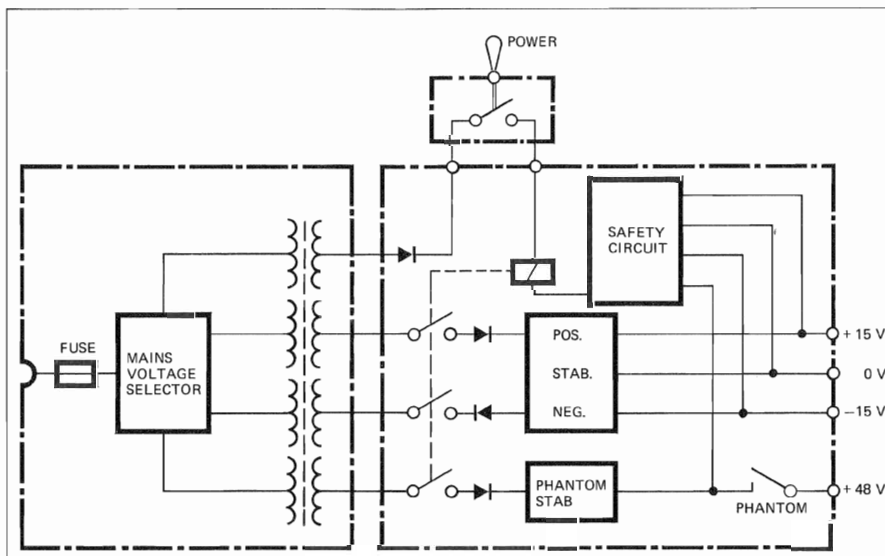 POWER
SAFETY
CIRCUIT
FUSE
MAINS
VOLTAGE
SELECTOR
POS.
STAB.
NEG.
+ 15 V
0 V
−15 V
PHANTOM
STAB
PHANTOM
+ 48 V